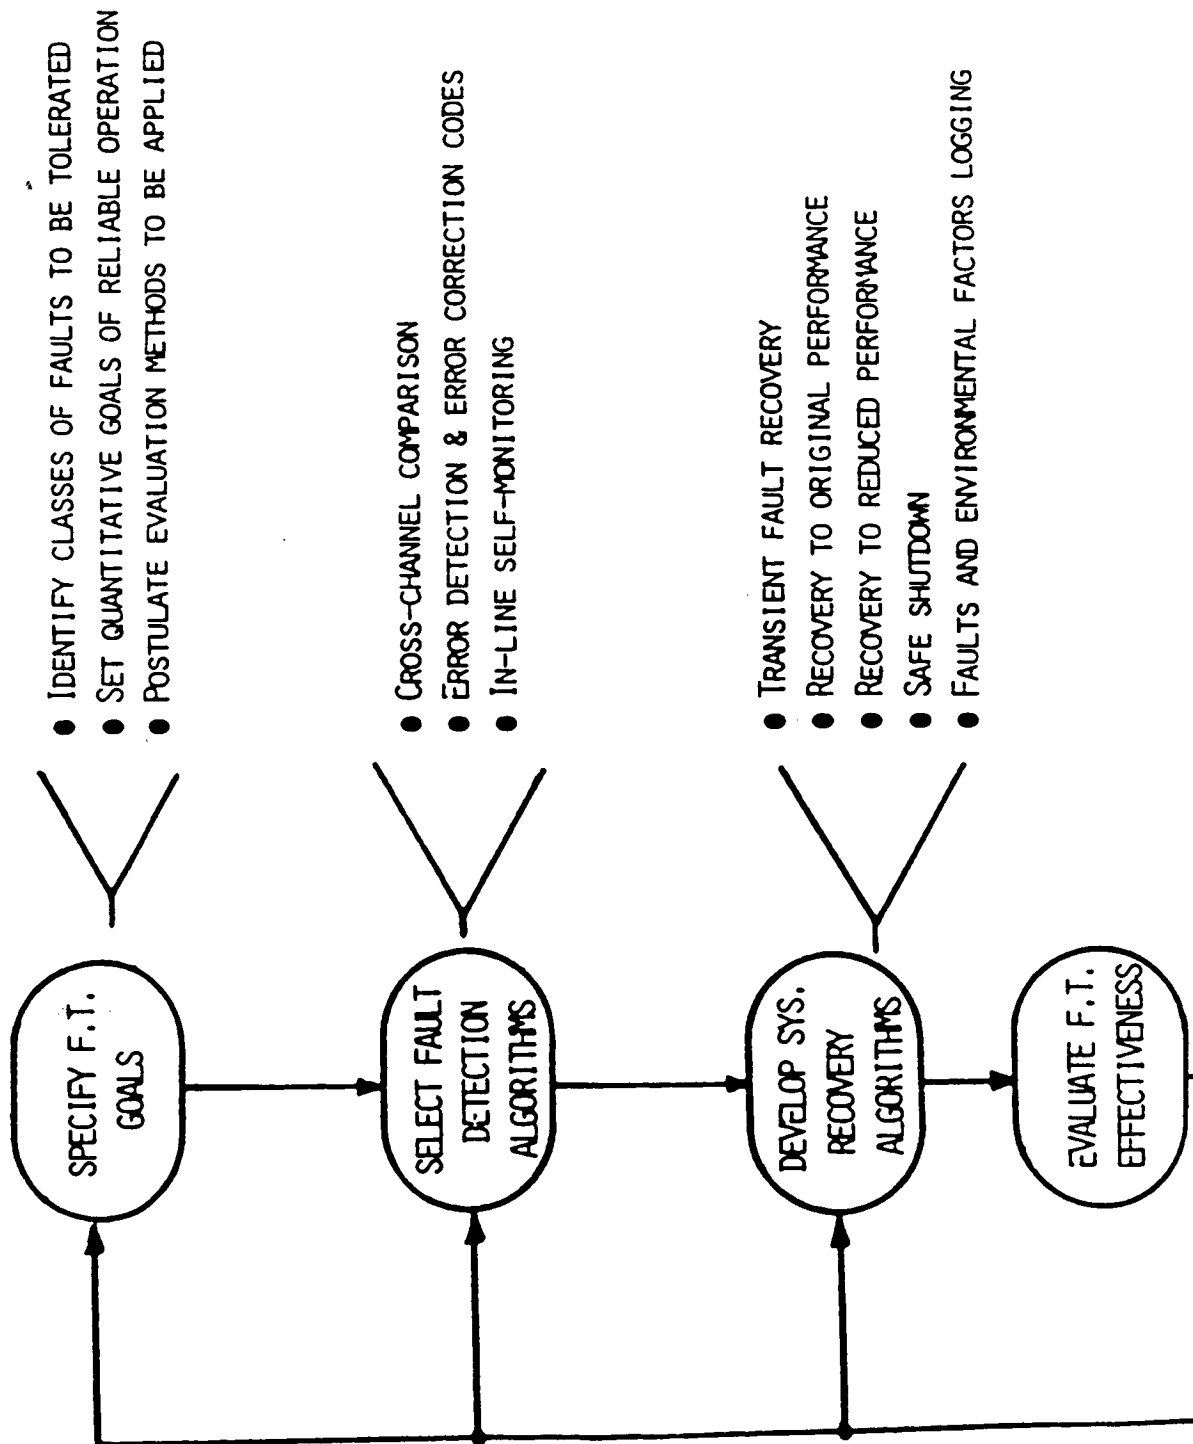 SPECIFY F.T.
GOALS
● IDENTIFY CLASSES OF FAULTS TO BE TOLERATED
● SET QUANTITATIVE GOALS OF RELIABLE OPERATION
● POSTULATE EVALUATION METHODS TO BE APPLIED
SELECT FAULT
DETECTION
ALGORITHMS
● CROSS-CHANNEL COMPARISON
● ERROR DETECTION & ERROR CORRECTION CODES
● IN-LINE SELF-MONITORING
DEVELOP SYS.
RECOVERY
ALGORITHMS
● TRANSIENT FAULT RECOVERY
● RECOVERY TO ORIGINAL PERFORMANCE
● RECOVERY TO REDUCED PERFORMANCE
● SAFE SHUTDOWN
● FAULTS AND ENVIRONMENTAL FACTORS LOGGING
EVALUATE F.T.
EFFECTIVENESS